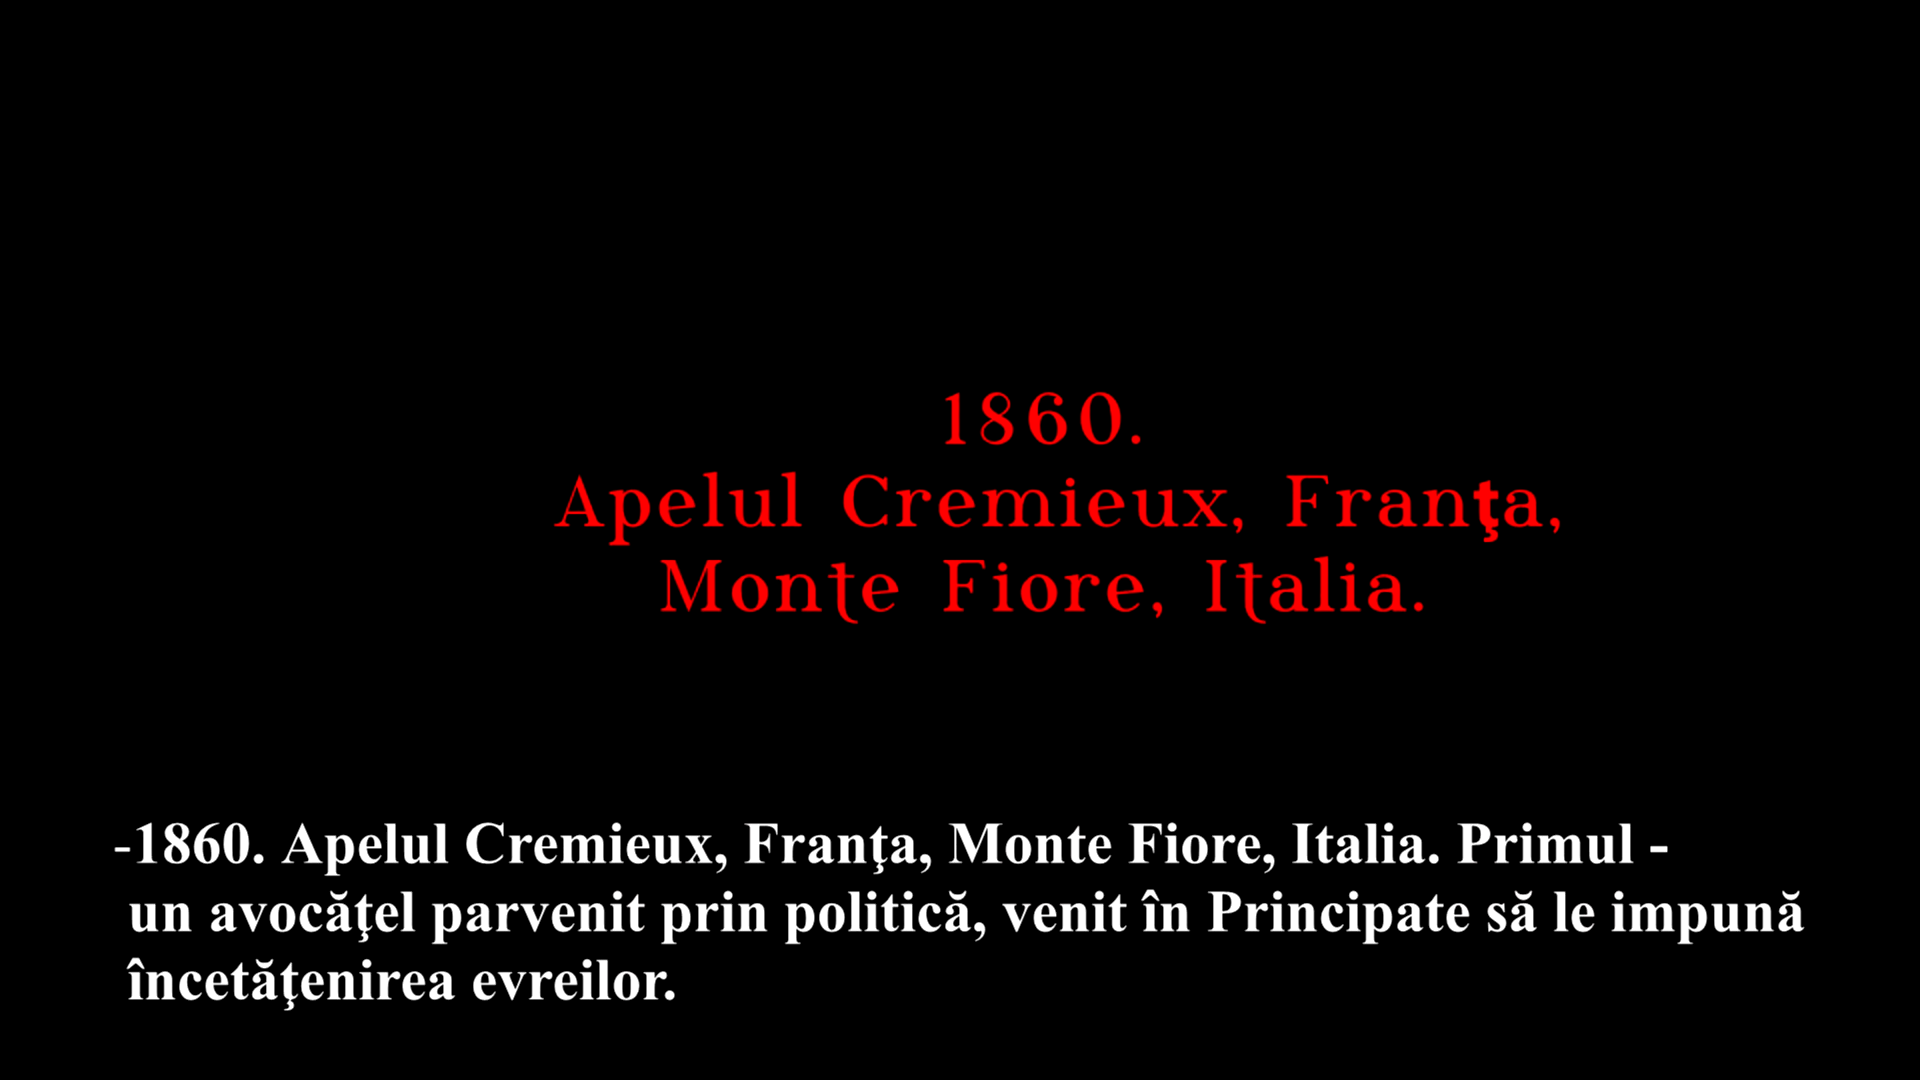 1860.
Apelul Cremieux, Franţa,
Monte Fiore, Italia.
-1860. Apelul Cremieux, Franţa, Monte Fiore, Italia. Primul -
un avocăţel parvenit prin politică, venit în Principate să le impună
încetăţenirea evreilor.